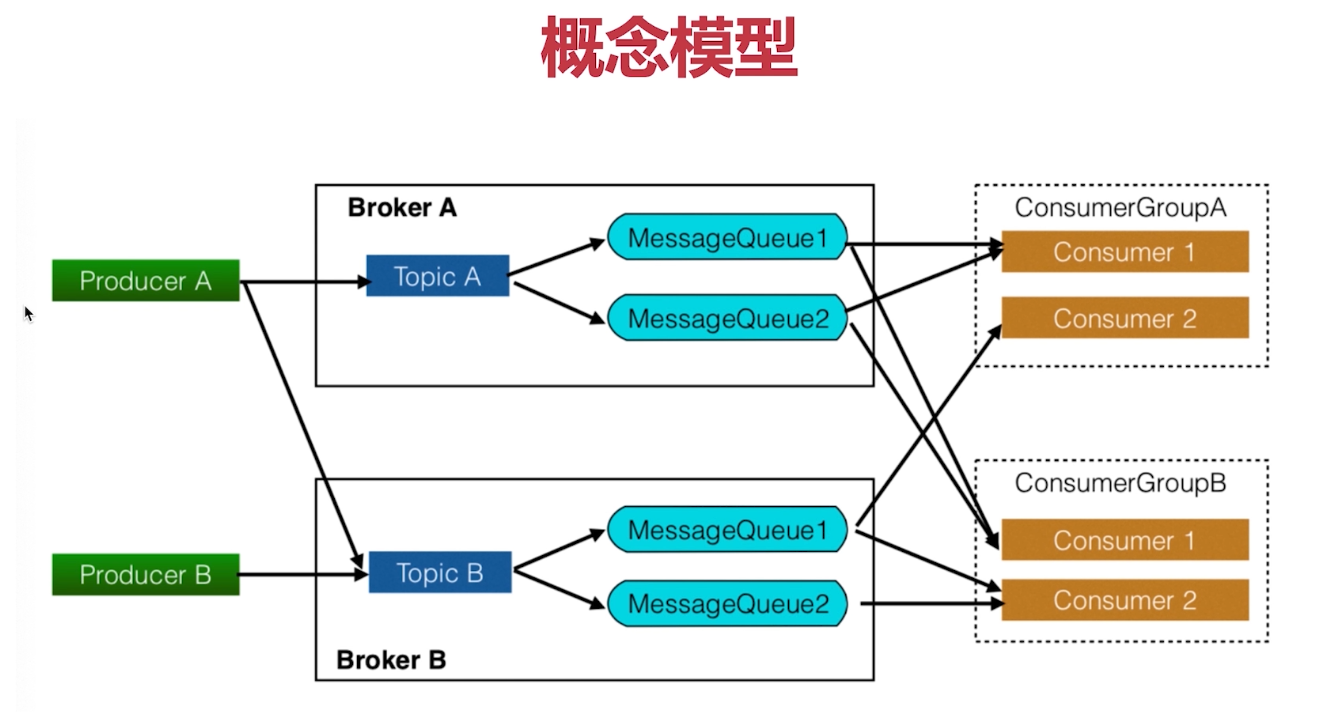 概念模型
Broker A
Producer A
Topic A
MessageQueue1
MessageQueue2
ConsumerGroupA
Consumer 1
Consumer 2
Producer B
Topic B
MessageQueue1
MessageQueue2
Broker B
ConsumerGroupB
Consumer 1
Consumer 2